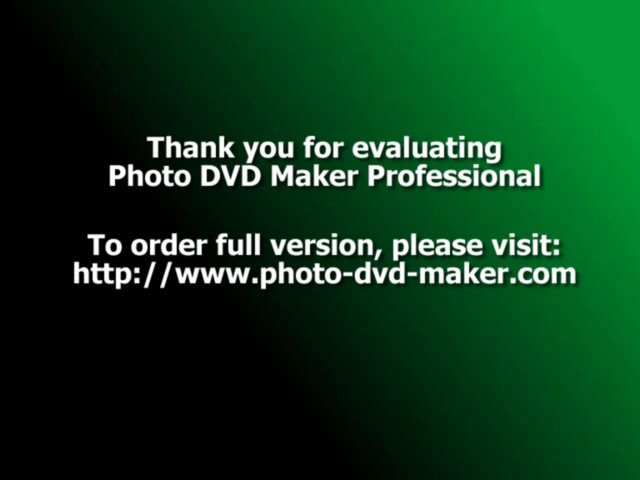 Thank you for evaluating
Photo DVD Maker Professional
To order full version, please visit:
http://www.photo-dvd-maker.com